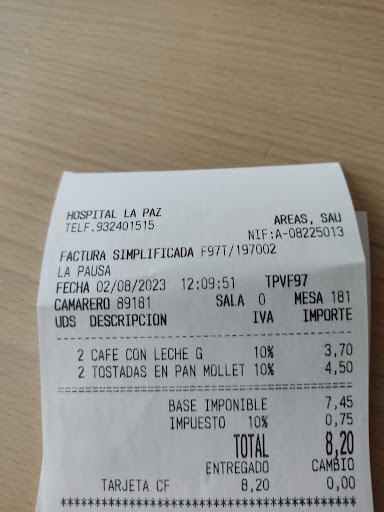 HOSPITAL LA PAZ
TELF.932401515 AREAS, SAU
NIF:A-08225013
FACTURA SIMPLIFICADA F97T/197002
LA PAUSA
FECHA 02/08/2023 12:09:51 TPVF97
CAMARERO 89181 SALA 0 MESA 181
UDS DESCRIPCION IVA IMPORTE
2 CAFE CON LECHE G 10% 3,70
2 TOSTADAS EN PAN MOLLET 10% 4,50
BASE IMPONIBLE 7,45
IMPUESTO 10% 0,75
TOTAL 8,20
ENTREGADO CAMBIO
TARJETA CF 8,20 0,00